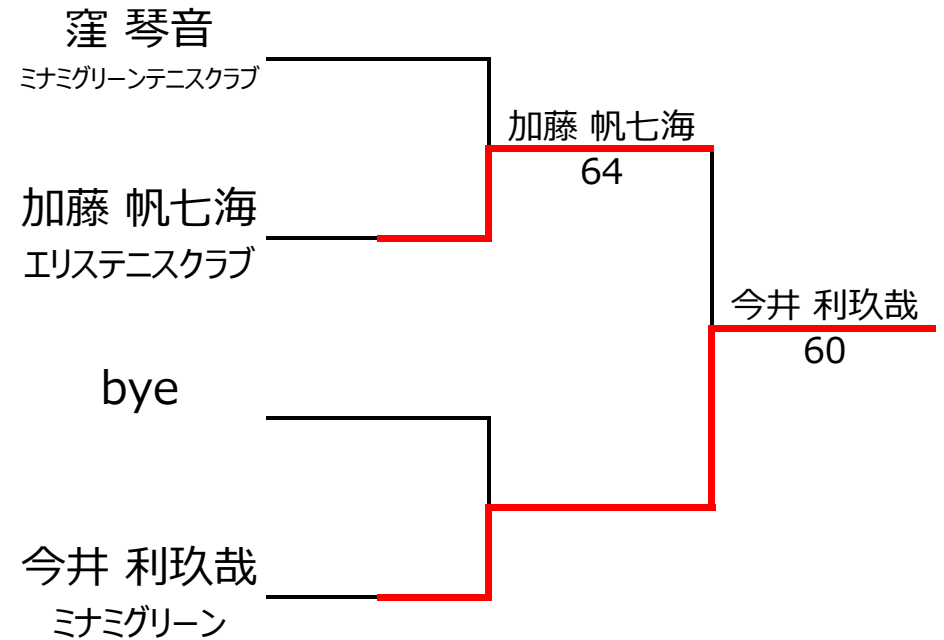 窪 琴音
ミナミグリーンテニスクラブ
加藤 帆七海
64
加藤 帆七海
エリステニスクラブ
今井 利玖哉
60
bye
今井 利玖哉
ミナミグリーン